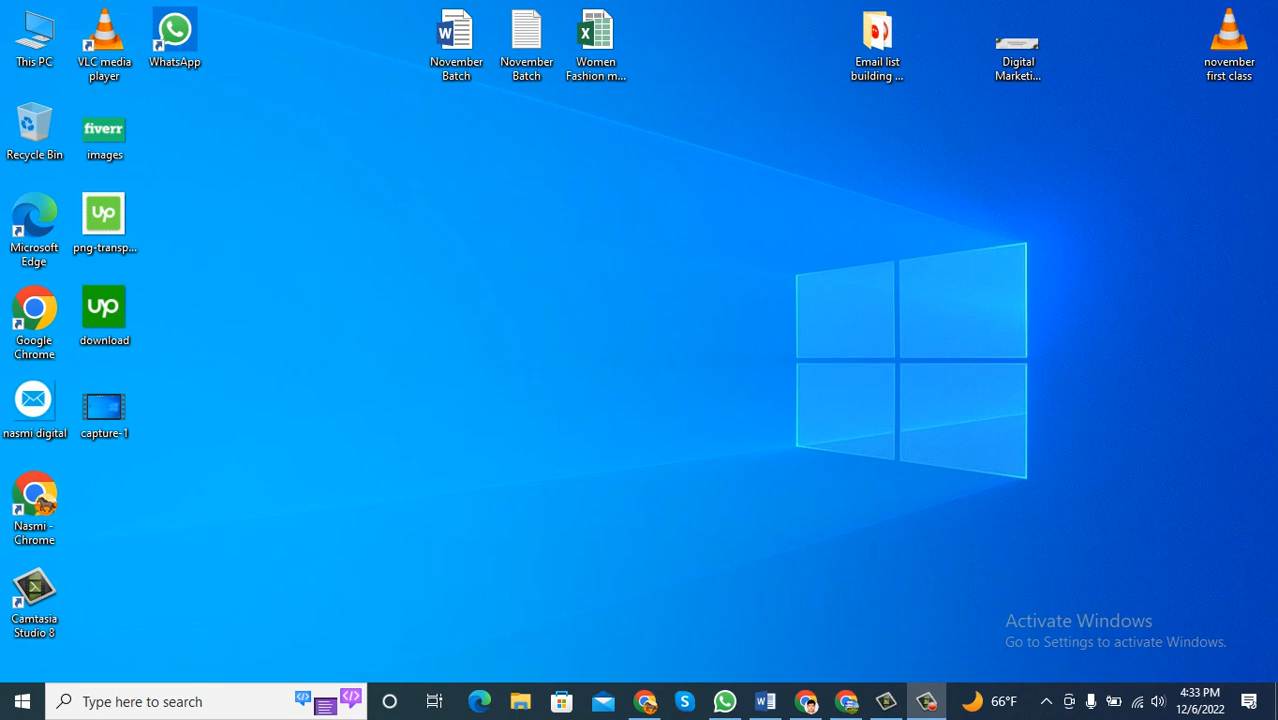 This PC
VLC media
player
WhatsApp
November
Batch
November
Batch
Women
Fashion m...
Email list
building ...
Digital
Marketi...
november
first class
Recycle Bin
fiverr
images
Microsoft
Edge
up
png-transp...
Google
Chrome
up
download
nasmi digital
capture-1
Nasmi -
Chrome
Camtasia
Studio 8
Activate Windows
Go to Settings to activate Windows.
Type here to search
66°F
4:33 PM
12/6/2022